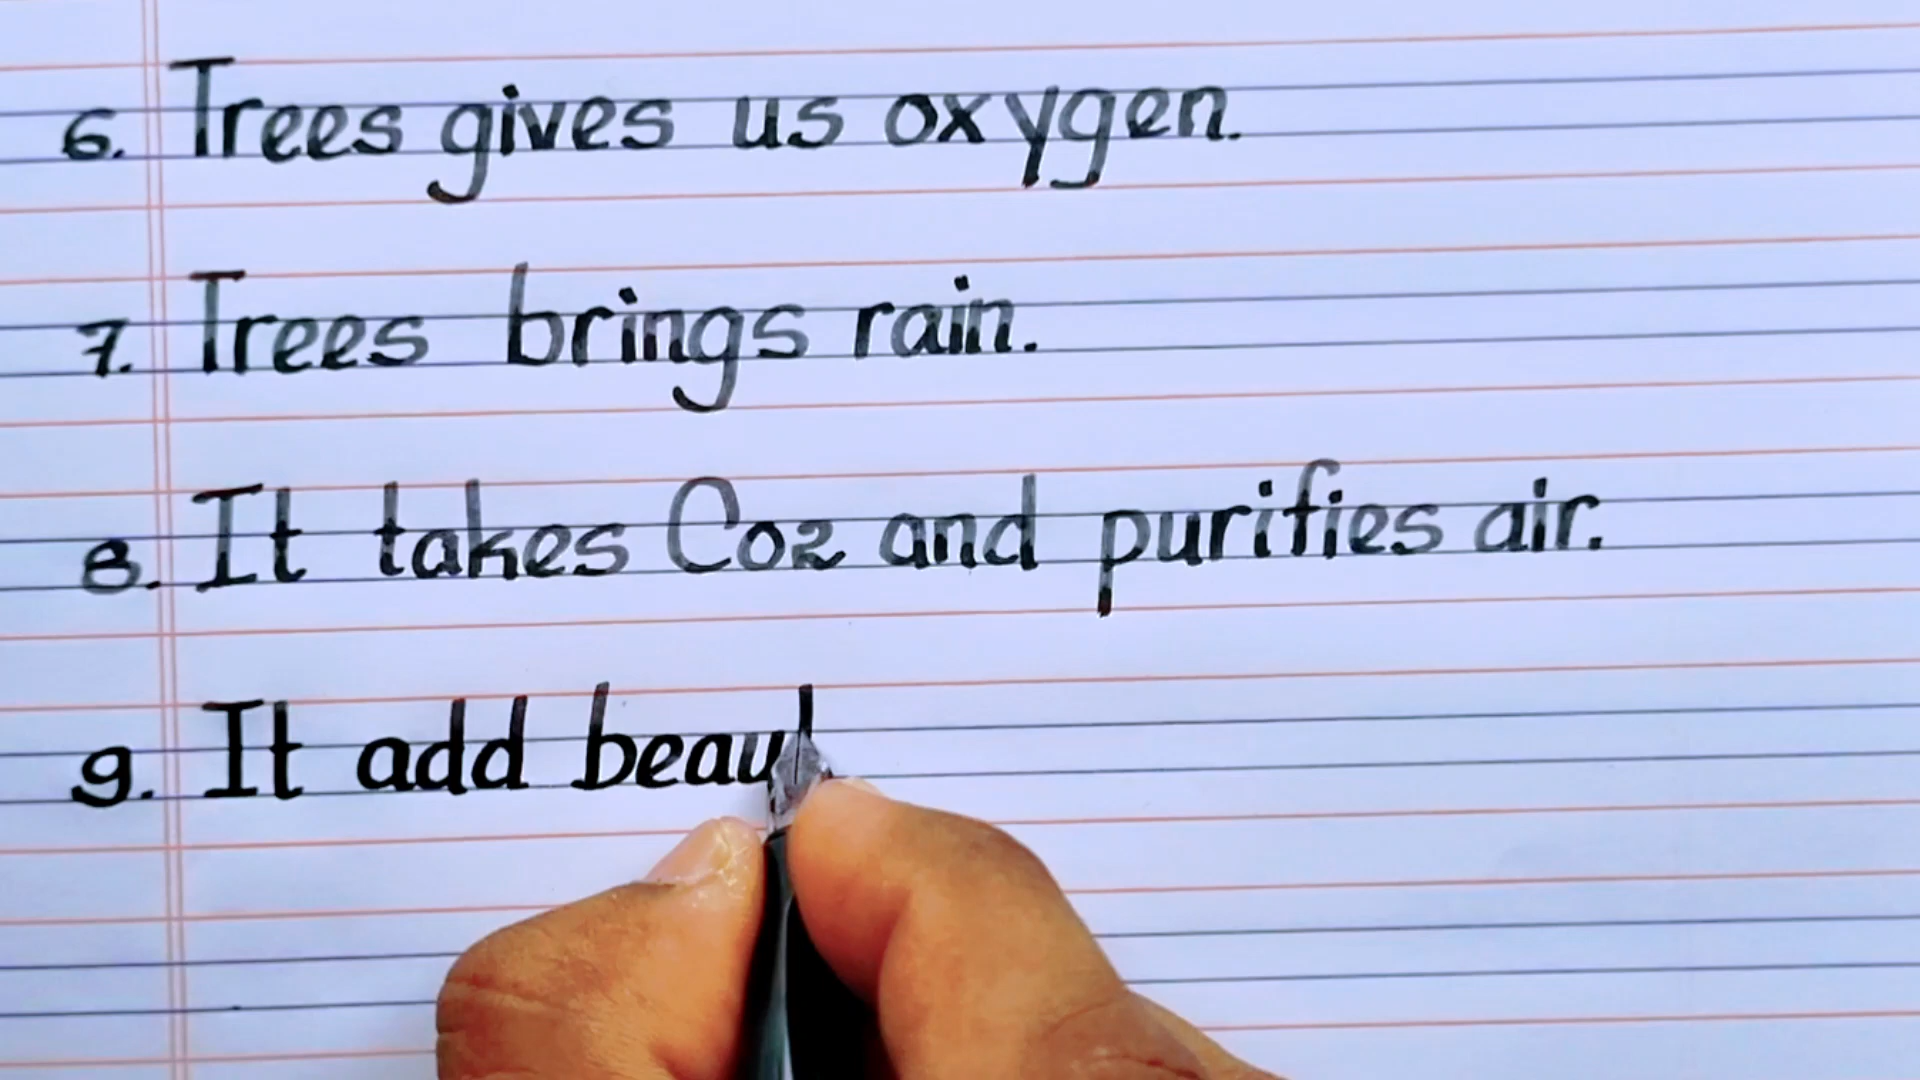 6. Trees gives us oxygen.
7. Trees brings rain.
8. It takes Co2 and purifies air.
9. It add